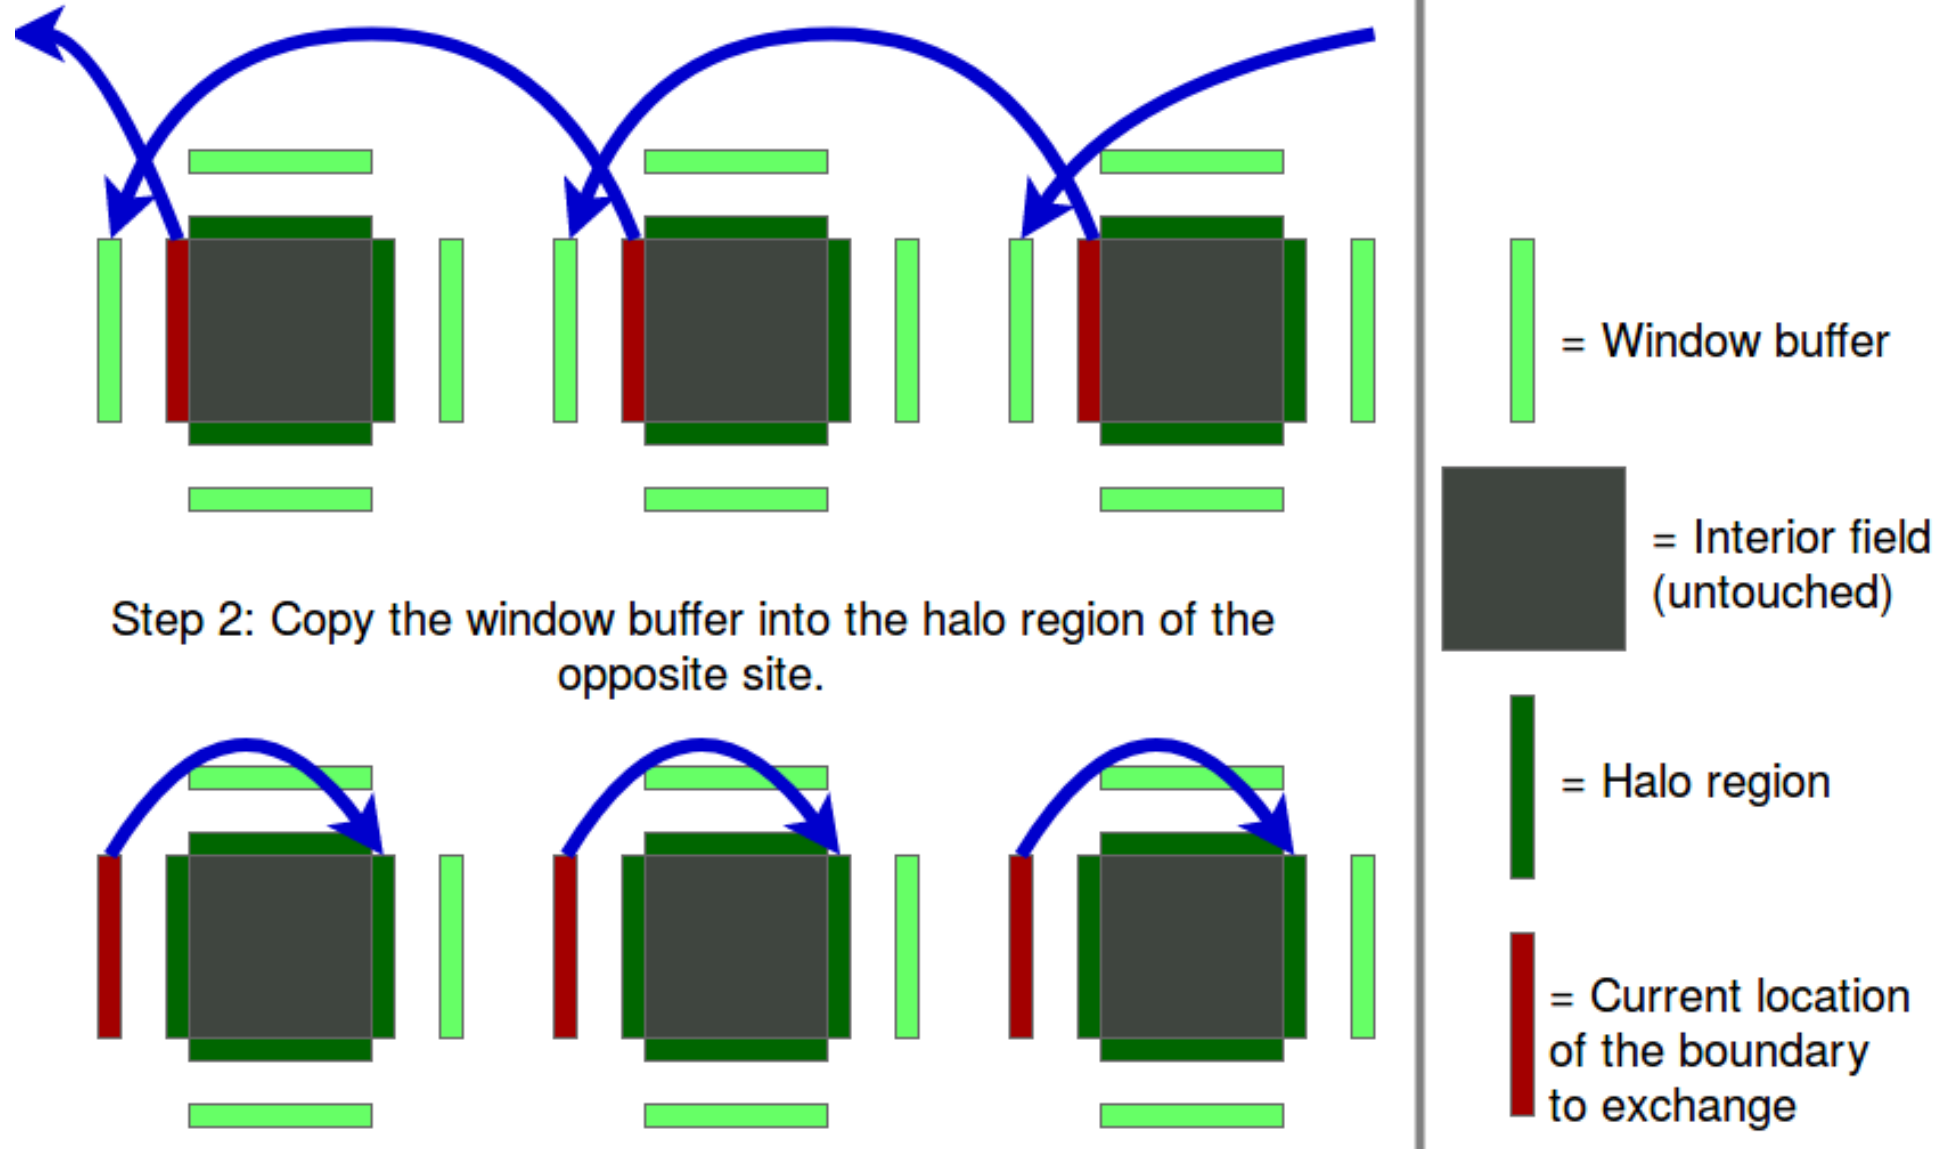 Step 2: Copy the window buffer into the halo region of the
opposite site.
= Window buffer
= Interior field
(untouched)
= Halo region
= Current location
of the boundary
to exchange